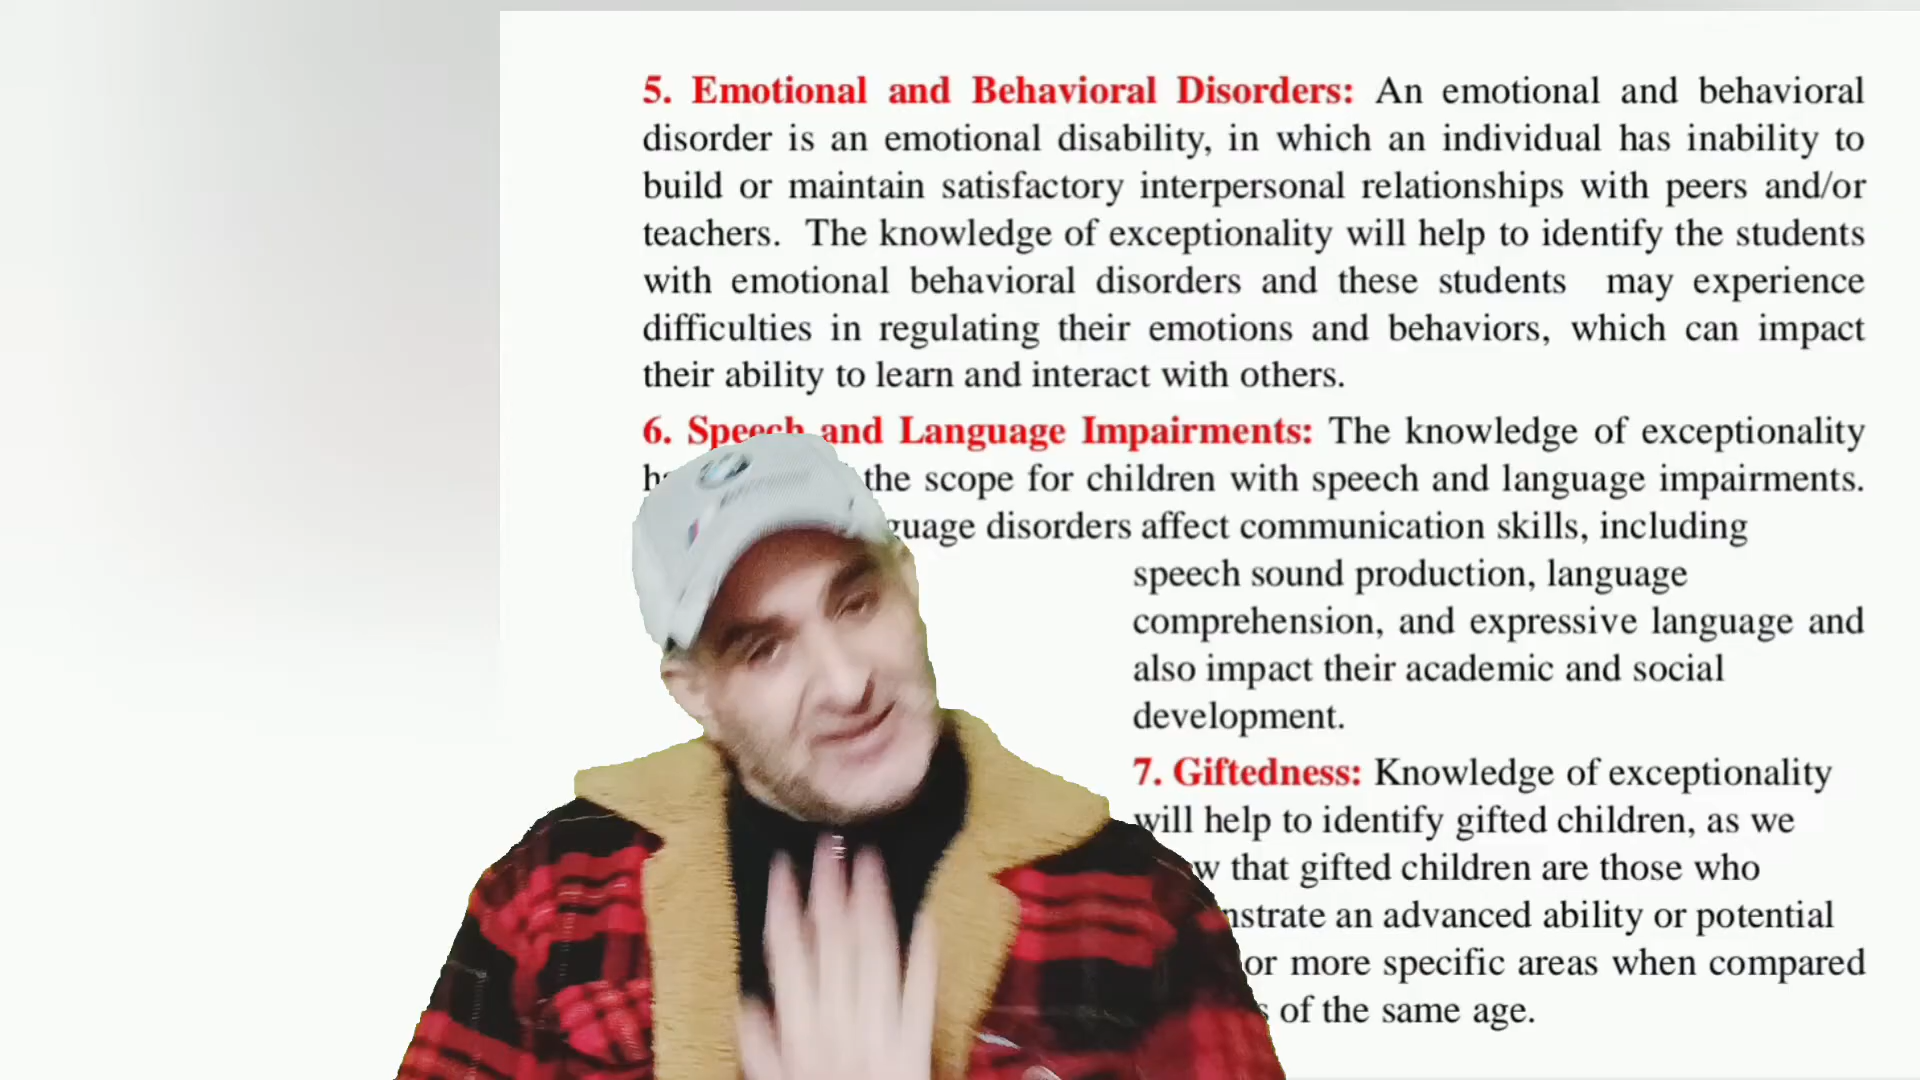 5. Emotional and Behavioral Disorders: An emotional and behavioral
disorder is an emotional disability, in which an individual has inability to
build or maintain satisfactory interpersonal relationships with peers and/or
teachers. The knowledge of exceptionality will help to identify the students
with emotional behavioral disorders and these students may experience
difficulties in regulating their emotions and behaviors, which can impact
their ability to learn and interact with others.
6. Speech and Language Impairments: The knowledge of exceptionality
the scope for children with speech and language impairments.
disorders affect communication skills, including
speech sound production, language
comprehension, and expressive language and
also impact their academic and social
development.
7. Giftedness: Knowledge of exceptionality
will help to identify gifted children, as we
that gifted children are those who
an advanced ability or potential
or more specific areas when compared
of the same age.